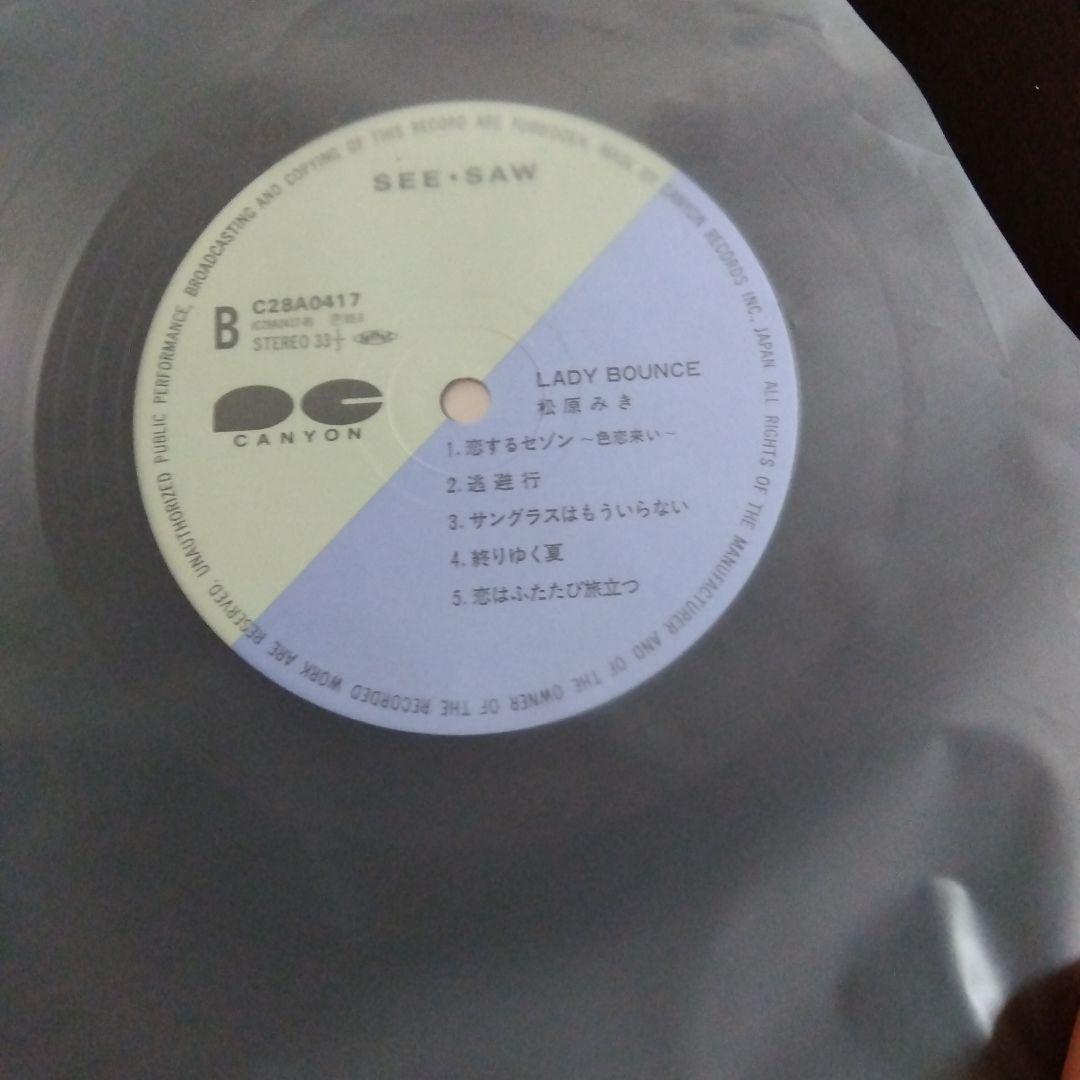 SEE・SAW
B
C28A0417
STEREO 33⅓
CANYON
LADY BOUNCE
松原みき
1. 恋するセゾン ～色恋来い～
2. 逃避行
3. サングラスはもういらない
4. 終りゆく夏
5. 恋はふたたび旅立つ
ALL RIGHTS OF THE MANUFACTURER AND OF THE OWNER OF THE RECORDED WORK ARE RESERVED. UNAUTHORIZED PUBLIC PERFORMANCE, BROADCASTING AND COPYING OF THIS RECORD ARE FORBIDDEN. MADE BY CANYON RECORDS INC., JAPAN